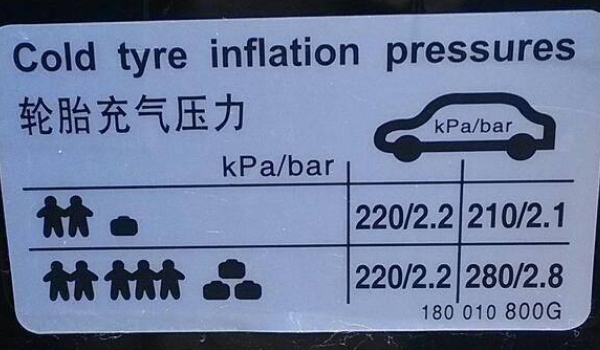 Cold tyre inflation pressures
轮胎充气压力
kPa/bar
kPa/bar
220/2.2 210/2.1
220/2.2 280/2.8
180 010 800G